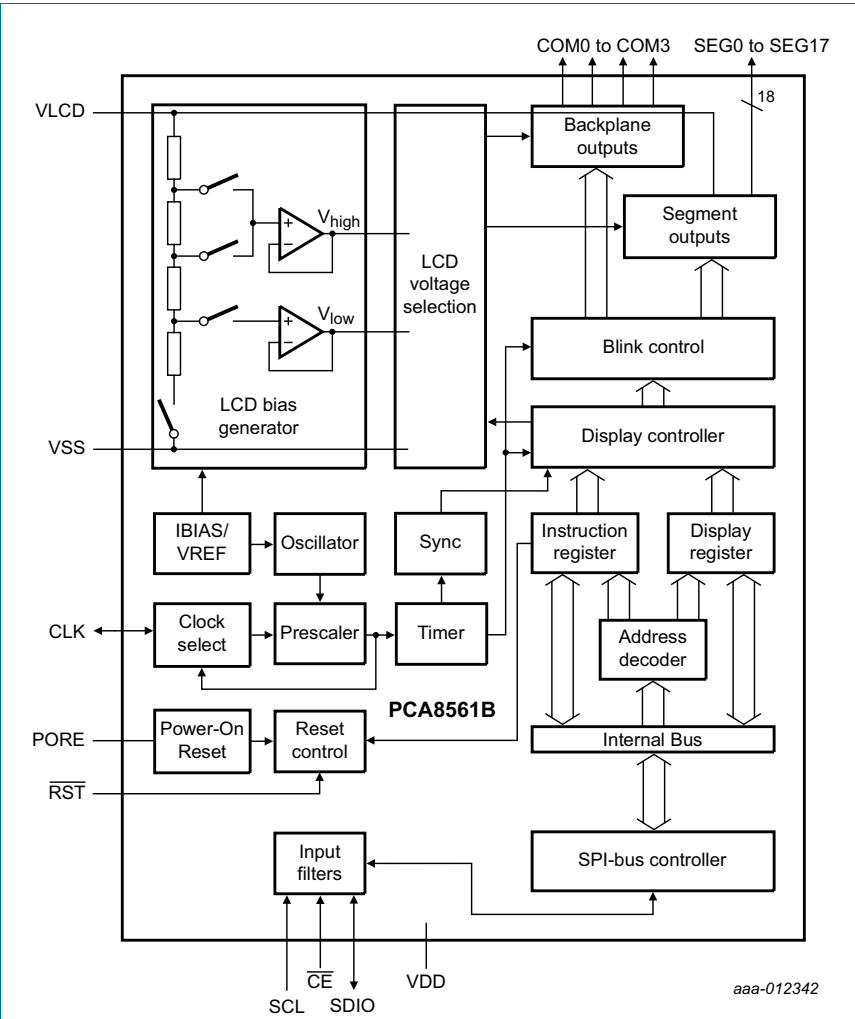 COM0 to COM3
SEG0 to SEG17
18
VLCD
Backplane
outputs
Segment
outputs
+
−
Vhigh
LCD
voltage
selection
+
−
Vlow
Blink control
LCD bias
generator
Display controller
VSS
IBIAS/
VREF
Oscillator
Sync
Instruction
register
Display
register
CLK
Clock
select
Prescaler
Timer
Address
decoder
PCA8561B
PORE
Power-On
Reset
Reset
control
Internal Bus
RST
Input
filters
SPI-bus controller
SCL
CE
SDIO
VDD
aaa-012342